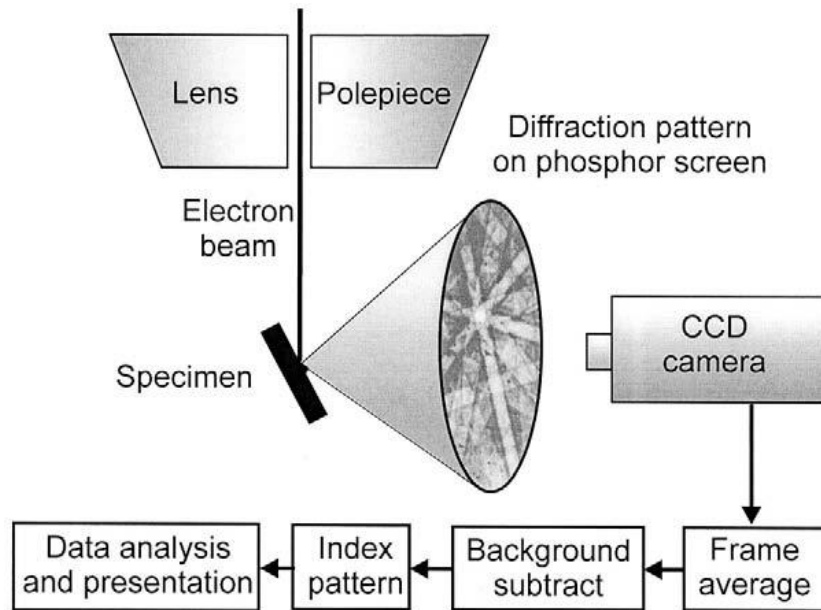 Lens
Polepiece
Diffraction pattern
on phosphor screen
Electron
beam
CCD
camera
Specimen
Data analysis
and presentation
Index
pattern
Background
subtract
Frame
average